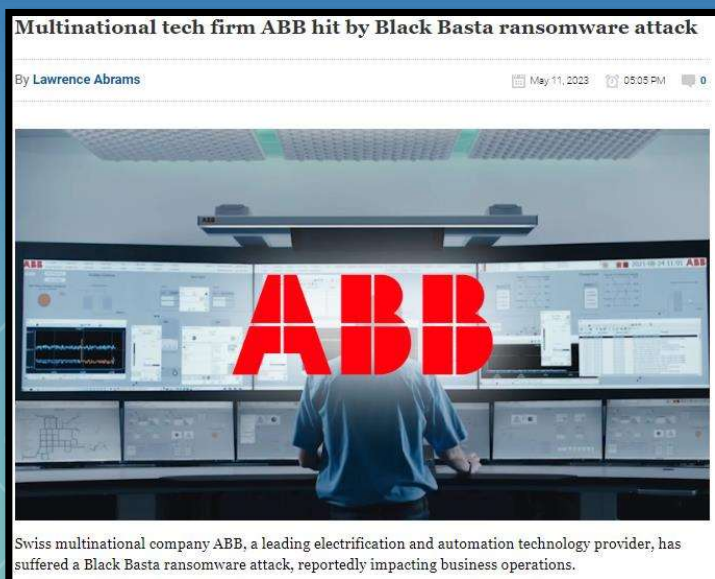 Multinational tech firm ABB hit by Black Basta ransomware attack
By Lawrence Abrams
May 11, 2023
05:05 PM
0
ABB
ABB
ABB
ABB
Swiss multinational company ABB, a leading electrification and automation technology provider, has
suffered a Black Basta ransomware attack, reportedly impacting business operations.